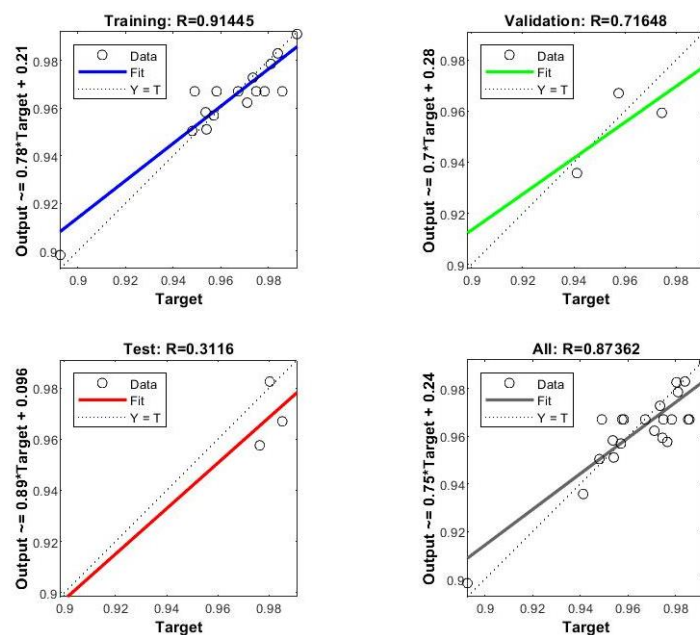 Training: R=0.91445
Output ~= 0.78*Target + 0.21
0.98
0.96
0.94
0.92
0.9
Data
Fit
Y = T
0.9 0.92 0.94 0.96 0.98
Target
Validation: R=0.71648
Output ~= 0.7*Target + 0.28
0.98
0.96
0.94
0.92
0.9
Data
Fit
Y = T
0.9 0.92 0.94 0.96 0.98
Target
Test: R=0.3116
Output ~= 0.89*Target + 0.096
0.98
0.96
0.94
0.92
0.9
Data
Fit
Y = T
0.9 0.92 0.94 0.96 0.98
Target
All: R=0.87362
Output ~= 0.75*Target + 0.24
0.98
0.96
0.94
0.92
0.9
Data
Fit
Y = T
0.9 0.92 0.94 0.96 0.98
Target